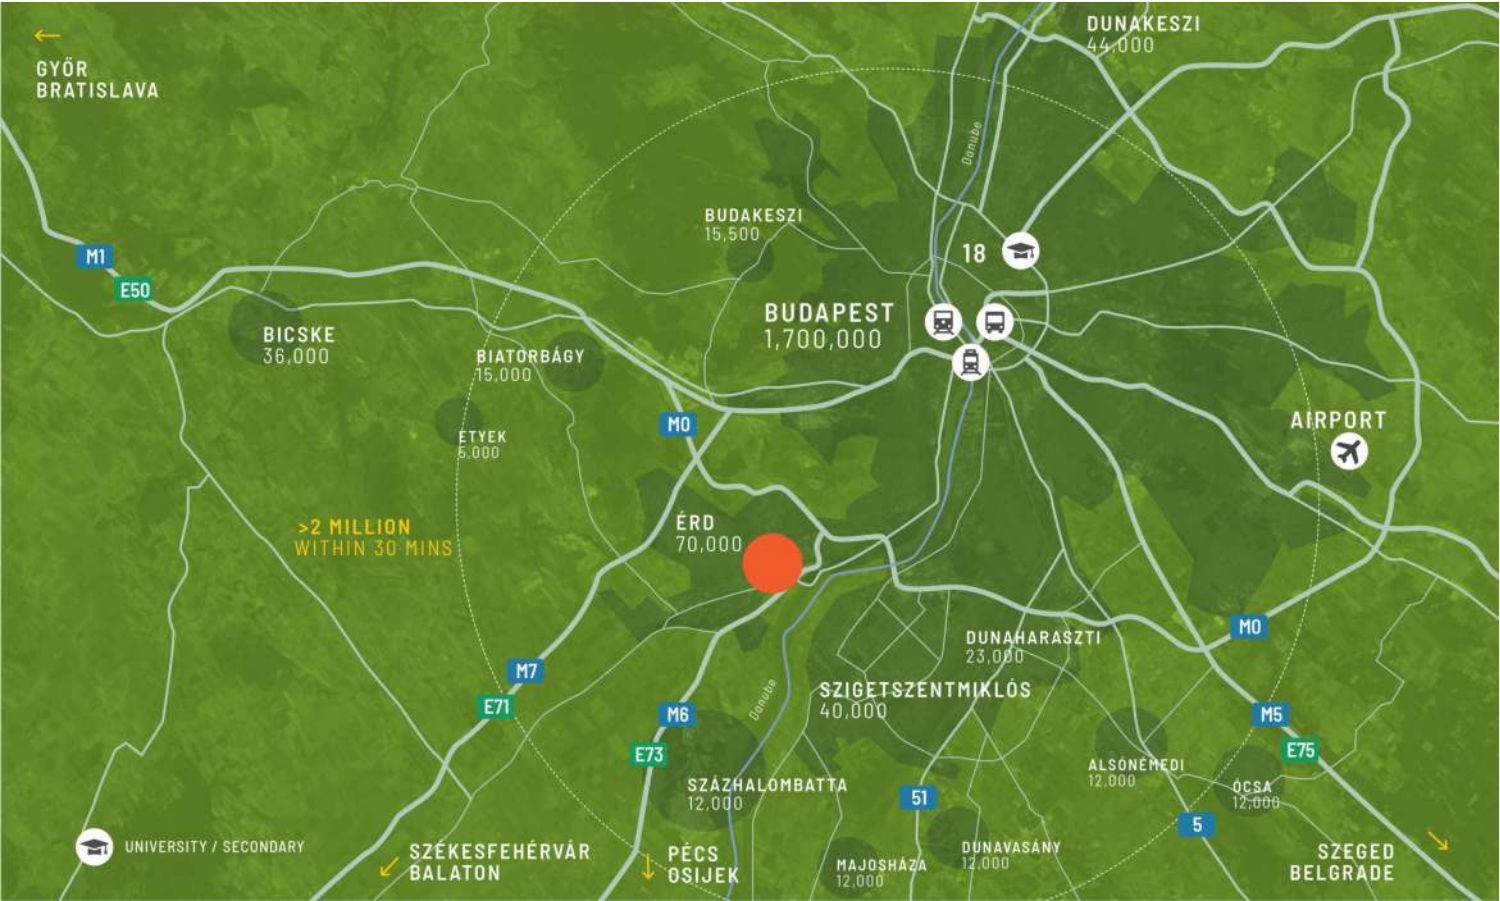 DUNAKESZI
44,000
←
GYŐR
BRATISLAVA
Danube
BUDAKESZI
15,500
18
M1
E50
BUDAPEST
1,700,000
BICSKE
36,000
BIATORBÁGY
15,000
M0
AIRPORT
ETYEK
5,000
>2 MILLION
WITHIN 30 MINS
ÉRD
70,000
M0
DUNAHARASZTI
23,000
M7
E71
SZIGETSZENTMIKLÓS
40,000
Danube
M6
M5
E73
E75
ALSÓNÉMEDI
12,000
SZÁZHALOMBATTA
12,000
ÓCSA
12,000
51
5
UNIVERSITY / SECONDARY
SZÉKESFEHÉRVÁR
BALATON
PÉCS
OSIJEK
MAJOSHÁZA
12,000
DUNAVASÁNY
12,000
SZEGED
BELGRADE